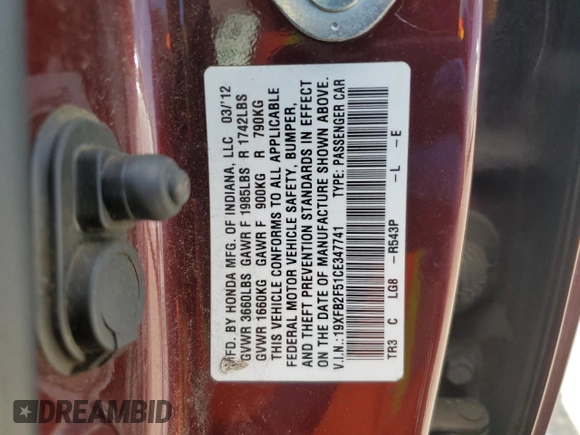 MFD. BY HONDA MFG. OF INDIANA, LLC 03/'12
GVWR 3660LBS GAWR F 1985LBS R 1742LBS
GVWR 1660KG GAWR F 900KG R 790KG
THIS VEHICLE CONFORMS TO ALL APPLICABLE
FEDERAL MOTOR VEHICLE SAFETY, BUMPER,
AND THEFT PREVENTION STANDARDS IN EFFECT
ON THE DATE OF MANUFACTURE SHOWN ABOVE.
V.I.N.:19XFB2F51CE347741 TYPE: PASSENGER CAR
TR3 C LG8 -R543P -L -E
DREAMBID